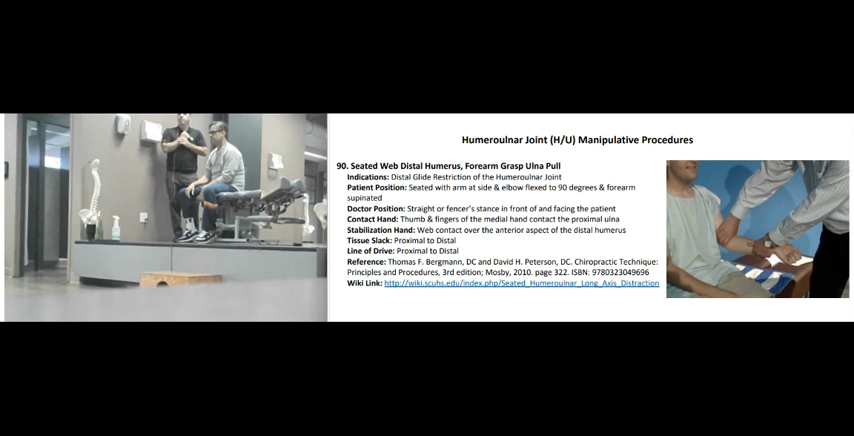 Humeroulnar Joint (H/U) Manipulative Procedures
90. Seated Web Distal Humerus, Forearm Grasp Ulna Pull
Indications: Distal Glide Restriction of the Humeroulnar Joint
Patient Position: Seated with arm at side & elbow flexed to 90 degrees & forearm
supinated
Doctor Position: Straight or fencer's stance in front of and facing the patient
Contact Hand: Thumb & fingers of the medial hand contact the proximal ulna
Stabilization Hand: Web contact over the anterior aspect of the distal humerus
Tissue Slack: Proximal to Distal
Line of Drive: Proximal to Distal
Reference: Thomas F. Bergmann, DC and David H. Peterson, DC. Chiropractic Technique:
Principles and Procedures, 3rd edition; Mosby, 2010. page 322. ISBN: 9780323049696
Wiki Link: http://wiki.scuhs.edu/index.php/Seated_Humeroulnar_Long_Axis_Distraction